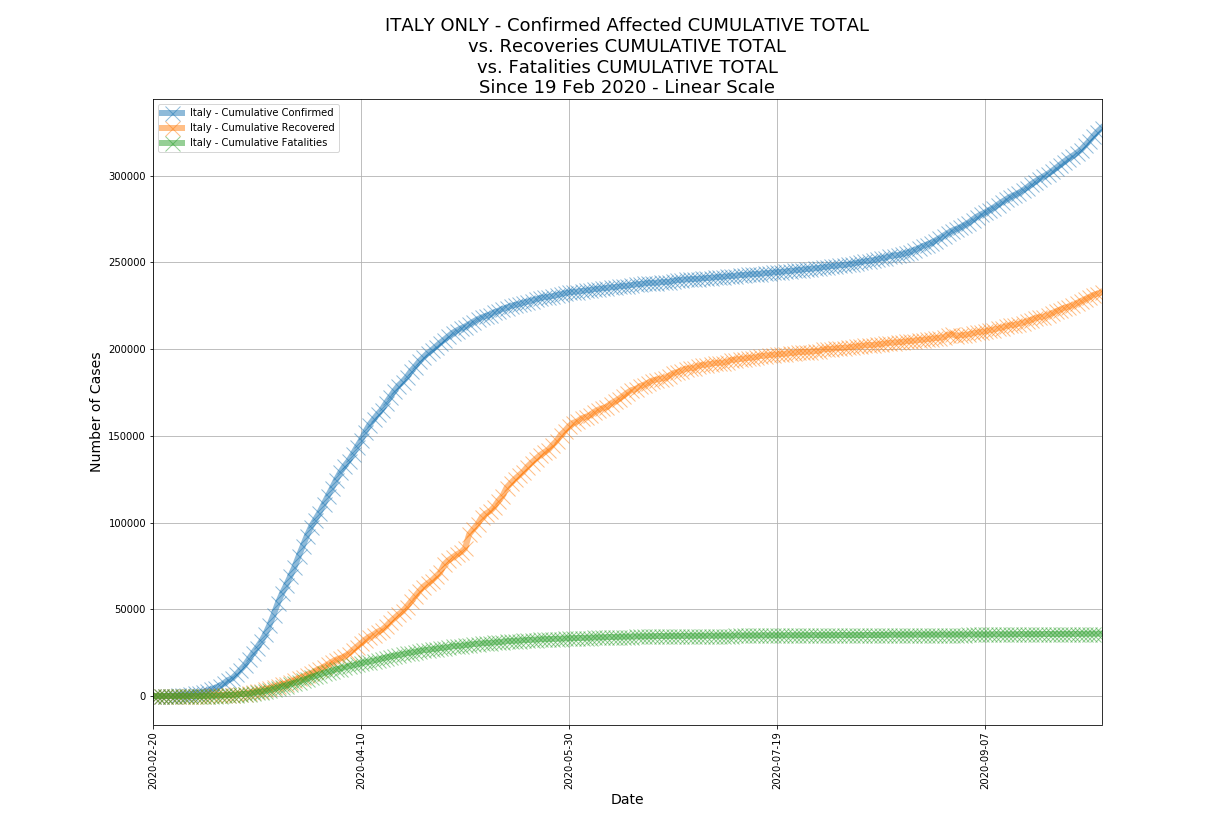 ITALY ONLY - Confirmed Affected CUMULATIVE TOTAL
vs. Recoveries CUMULATIVE TOTAL
vs. Fatalities CUMULATIVE TOTAL
Since 19 Feb 2020 - Linear Scale
Italy - Cumulative Confirmed
Italy - Cumulative Recovered
Italy - Cumulative Fatalities
Number of Cases
300000
250000
200000
150000
100000
50000
0
2020-02-20
2020-04-10
2020-05-30
2020-07-19
2020-09-07
Date